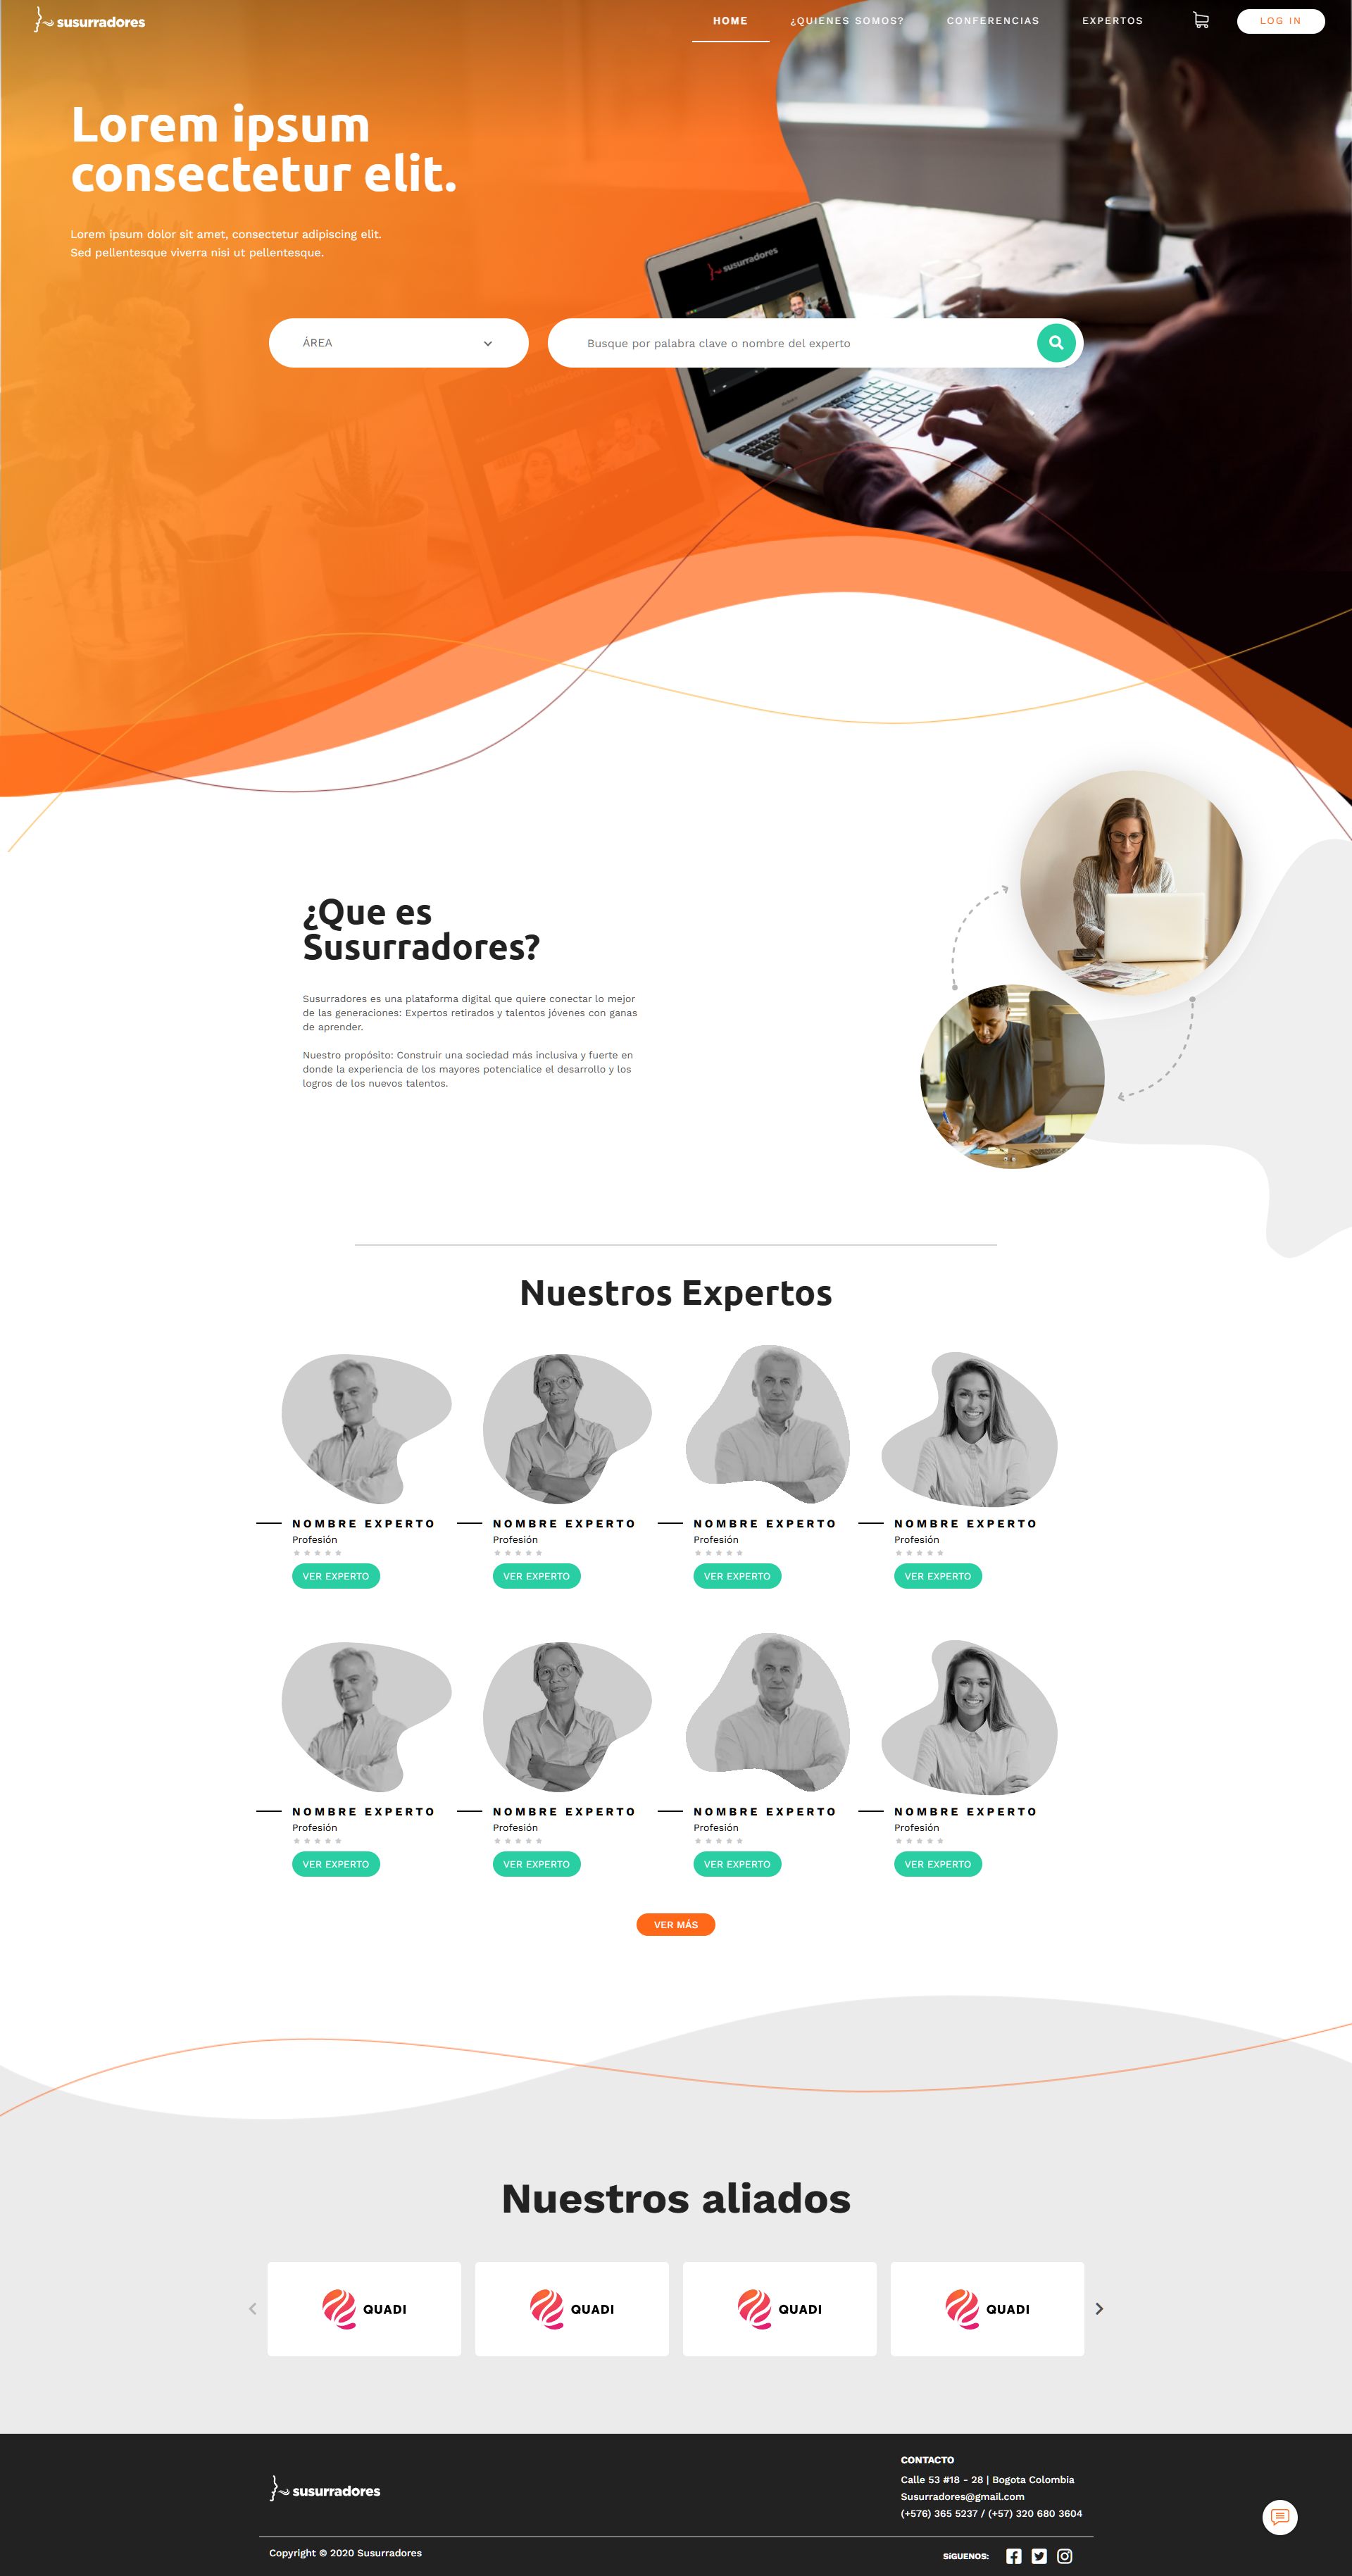 susurradores
HOME
¿QUIENES SOMOS?
CONFERENCIAS
EXPERTOS
LOG IN
Lorem ipsum
consectetur elit.
Lorem ipsum dolor sit amet, consectetur adipiscing elit.
Sed pellentesque viverra nisi ut pellentesque.
susurradores
ÁREA
Busque por palabra clave o nombre del experto
¿Que es
Susurradores?
Susurradores es una plataforma digital que quiere conectar lo mejor
de las generaciones: Expertos retirados y talentos jóvenes con ganas
de aprender.
Nuestro propósito: Construir una sociedad más inclusiva y fuerte en
donde la experiencia de los mayores potencialice el desarrollo y los
logros de los nuevos talentos.
Nuestros Expertos
NOMBRE EXPERTO
Profesión
VER EXPERTO
NOMBRE EXPERTO
Profesión
VER EXPERTO
NOMBRE EXPERTO
Profesión
VER EXPERTO
NOMBRE EXPERTO
Profesión
VER EXPERTO
NOMBRE EXPERTO
Profesión
VER EXPERTO
NOMBRE EXPERTO
Profesión
VER EXPERTO
NOMBRE EXPERTO
Profesión
VER EXPERTO
NOMBRE EXPERTO
Profesión
VER EXPERTO
VER MÁS
Nuestros aliados
QUADI
QUADI
QUADI
QUADI
susurradores
CONTACTO
Calle 53 #18 - 28 | Bogota Colombia
Susurradores@gmail.com
(+576) 365 5237 / (+57) 320 680 3604
Copyright © 2020 Susurradores
SÍGUENOS: